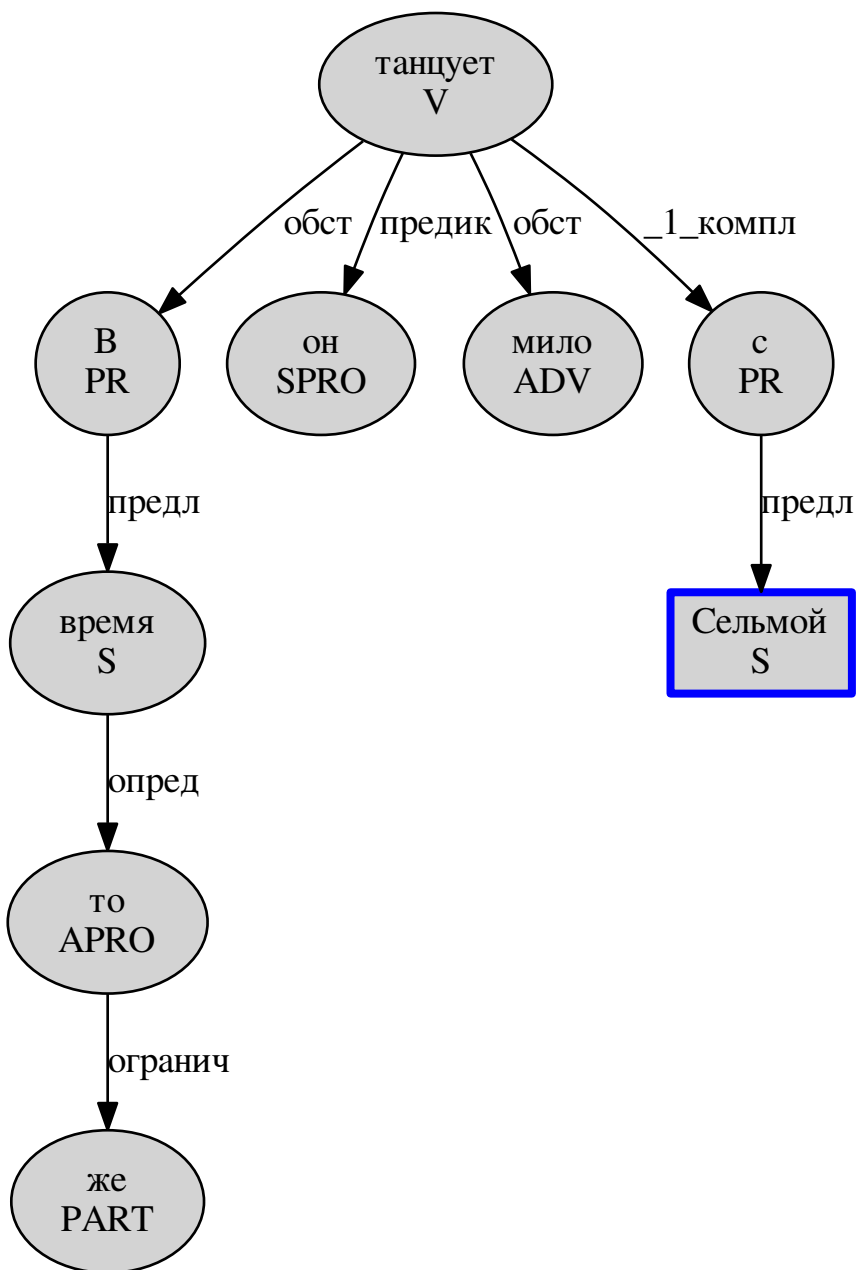 танцует
V
обст
предик
обст
_1_компл
В
PR
он
SPRO
мило
ADV
с
PR
предл
предл
время
S
Сельмой
S
опред
то
APRO
огранич
же
PART